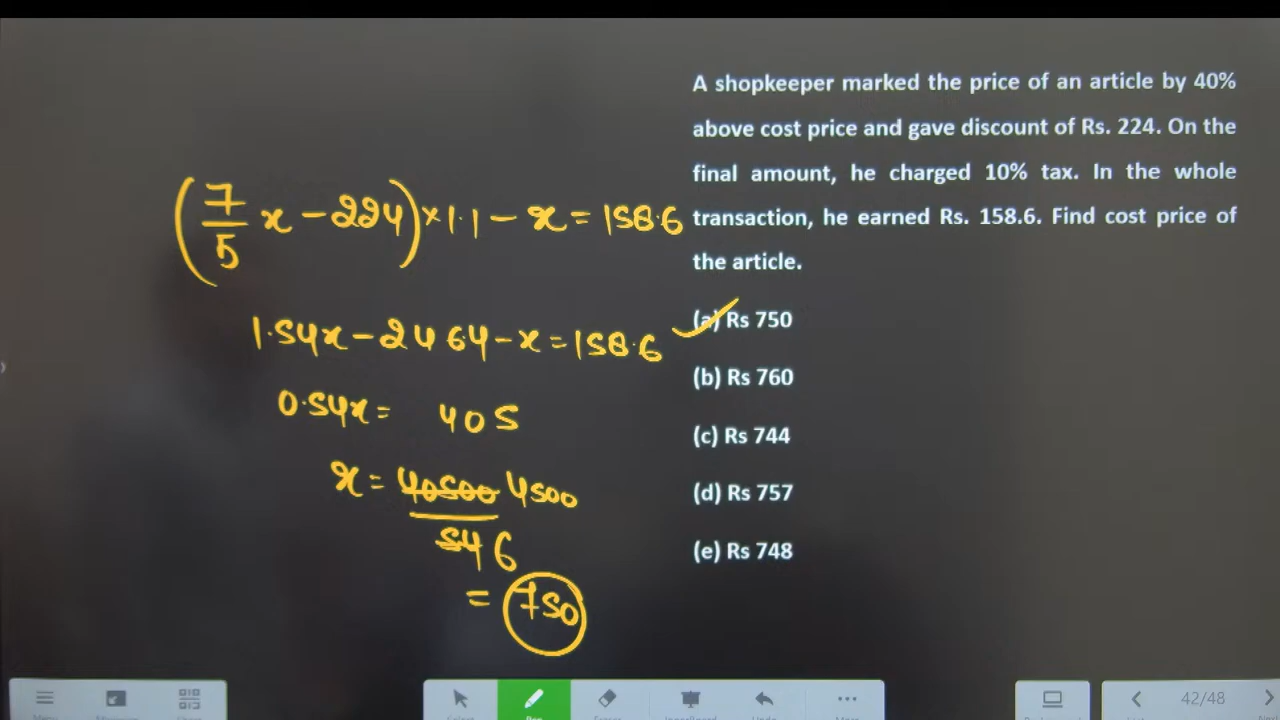 A shopkeeper marked the price of an article by 40%
above cost price and gave discount of Rs. 224. On the
final amount, he charged 10% tax. In the whole
transaction, he earned Rs. 158.6. Find cost price of
the article.
(a) Rs 750
(b) Rs 760
(c) Rs 744
(d) Rs 757
(e) Rs 748
(7/5 x - 224) × 1.1 - x = 158.6
1.54x - 246.4 - x = 158.6
0.54x = 405
x = 40500 4500
54 6
= 750
42/48